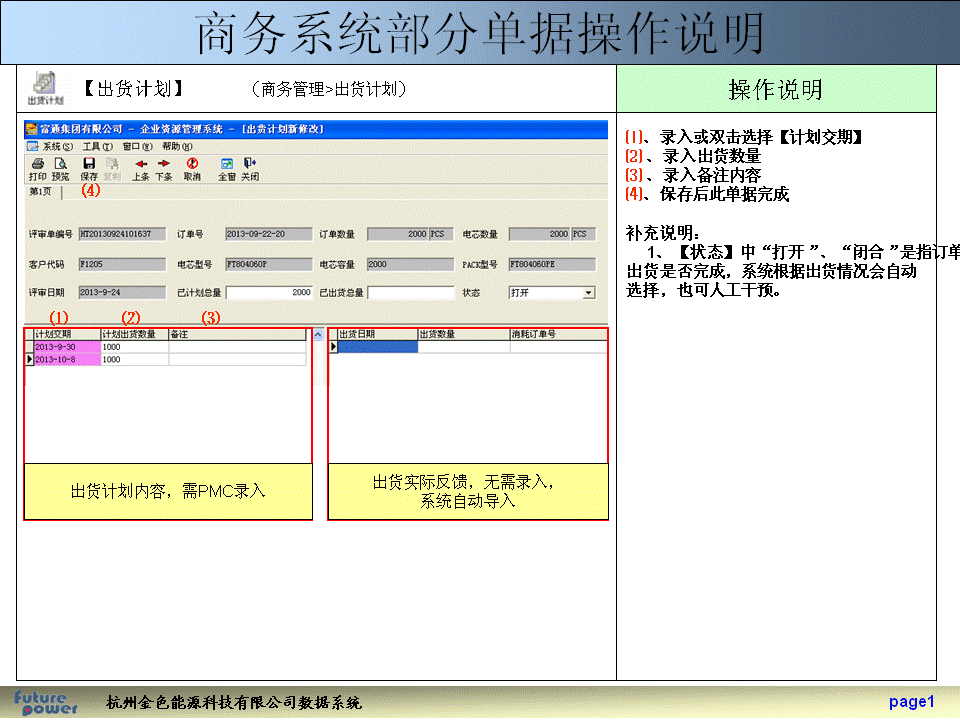 商务系统部分单据操作说明
出货计划
【出货计划】 （商务管理>出货计划）
操作说明
富通集团有限公司 - 企业资源管理系统 - [出货计划新修改]
系统(S) 工具(T) 窗口(W) 帮助(H)
打印 预览 保存 复制 上条 下条 取消 全窗 关闭
第1页 (4)
评审单编号 HT20130924101637 订单号 2013-09-22-20 订单数量 2000 PCS 电芯数量 2000 PCS
客户代码 F1205 电芯型号 FT804060P 电芯容量 2000 PACK型号 FT804060PE
评审日期 2013-9-24 已计划总量 2000 已出货总量 状态 打开
(1) (2) (3)
计划交期 计划出货数量 备注
2013-9-30 1000
2013-10-8 1000
出货日期 出货数量 消耗订单号
出货计划内容，需PMC录入
出货实际反馈，无需录入，
系统自动导入
(1)、录入或双击选择【计划交期】
(2)、录入出货数量
(3)、录入备注内容
(4)、保存后此单据完成
补充说明：
1、【状态】中“打开”、“闭合”是指订单
出货是否完成，系统根据出货情况会自动
选择，也可人工干预。
future power
杭州金色能源科技有限公司数据系统
page1